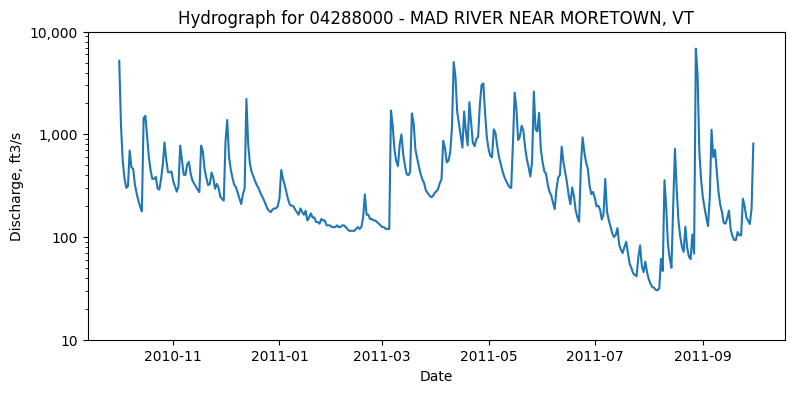 Hydrograph for 04288000 - MAD RIVER NEAR MORETOWN, VT
Discharge, ft3/s
10,000
1,000
100
10
2010-11 2011-01 2011-03 2011-05 2011-07 2011-09
Date